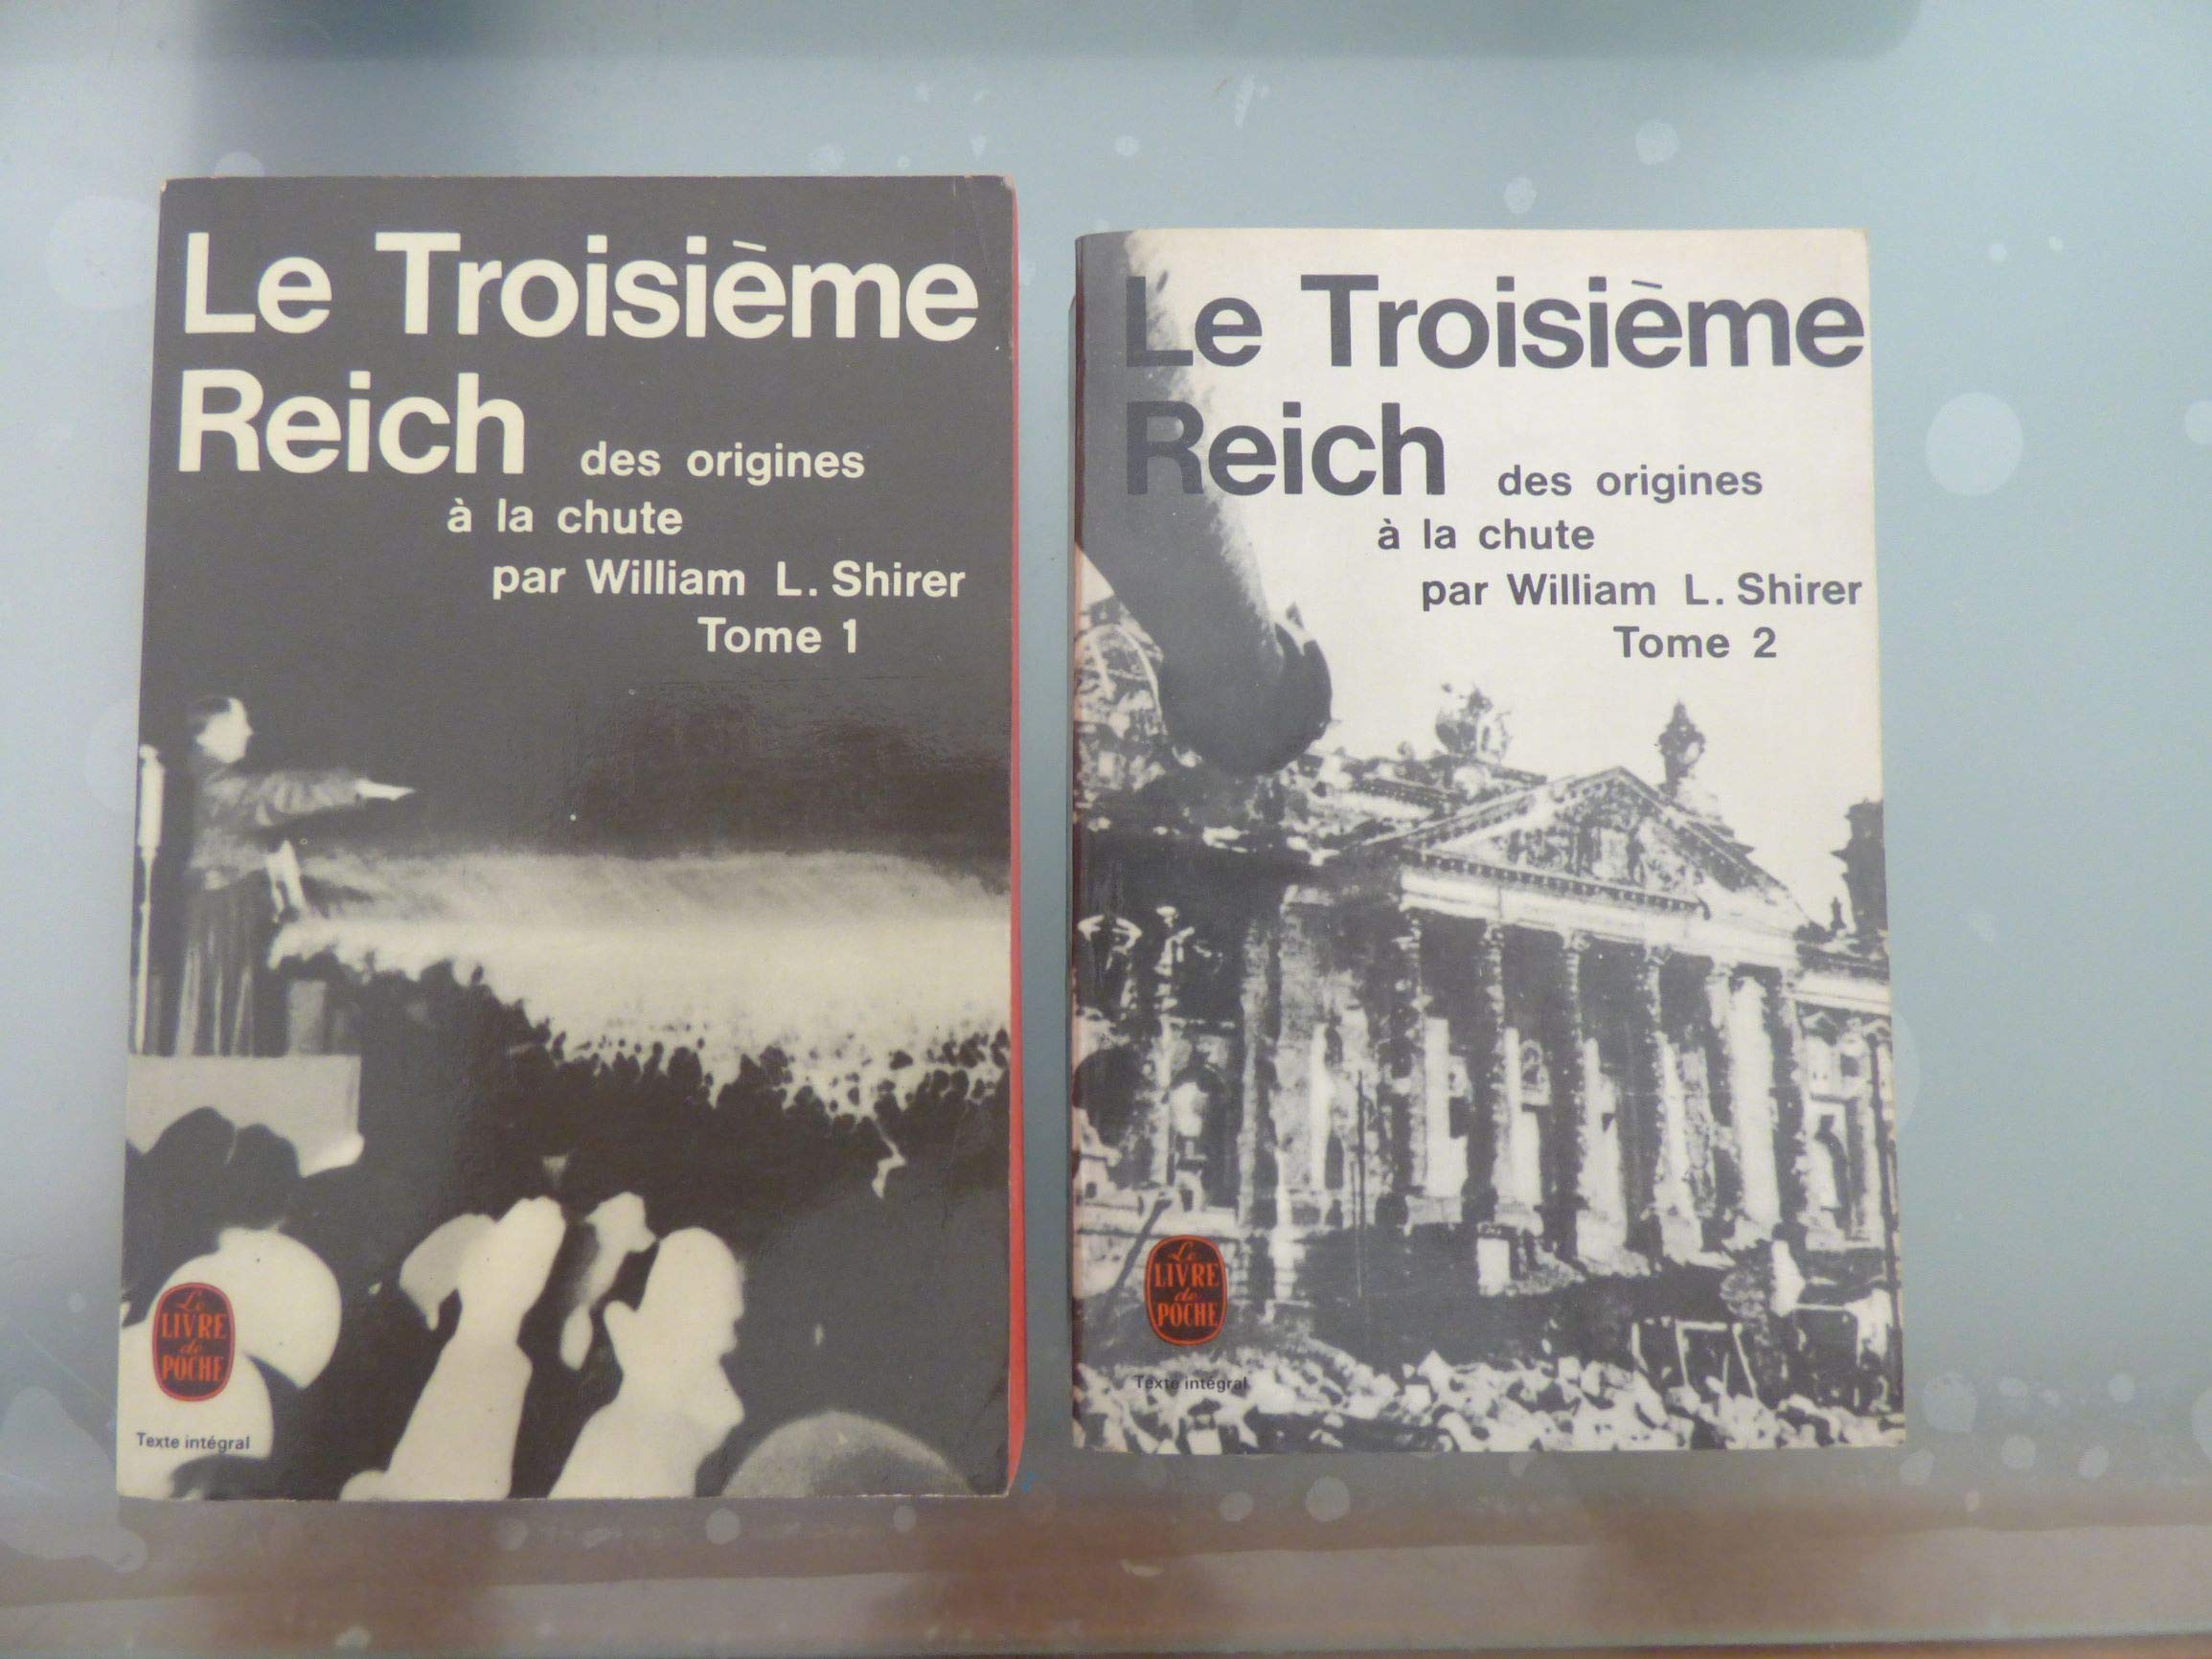 Le Troisième
Reich des origines
à la chute
par William L. Shirer
Tome 1
Le
LIVRE
de
POCHE
Texte intégral
Le Troisième
Reich des origines
à la chute
par William L. Shirer
Tome 2
Le
LIVRE
de
POCHE
Texte intégral